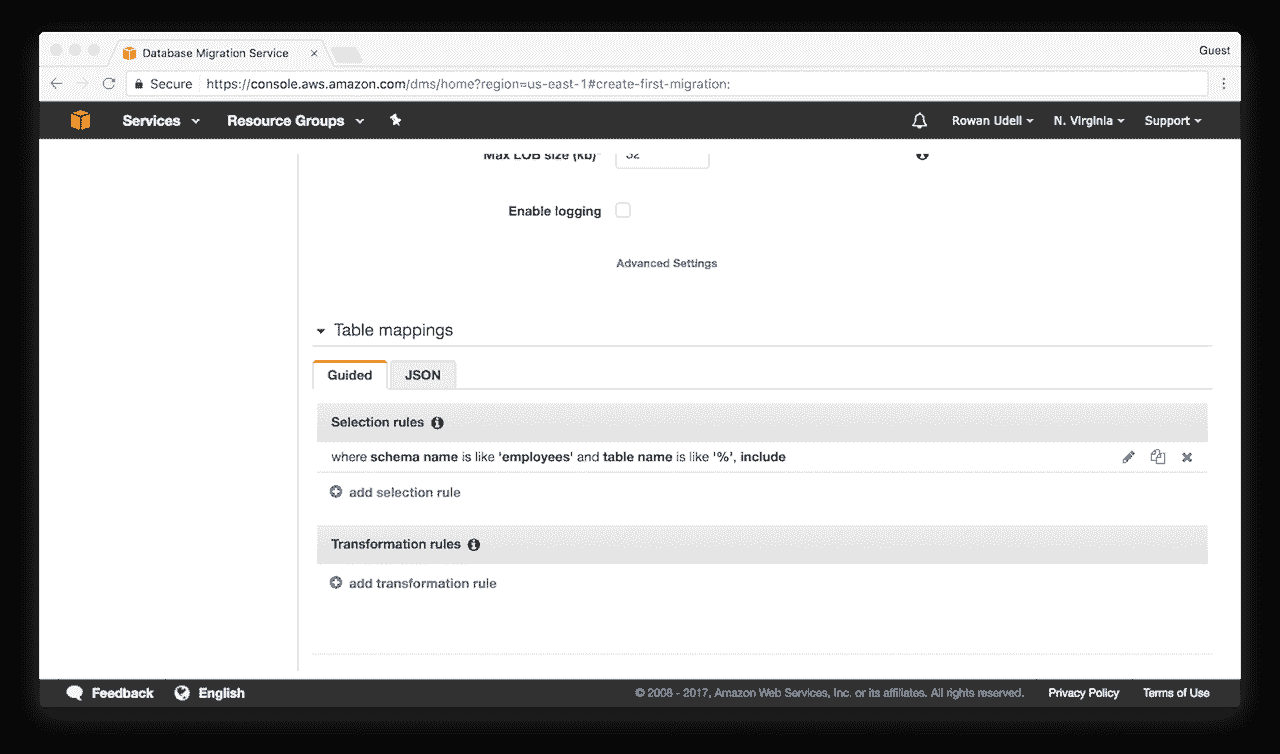 Database Migration Service ×
Guest
Secure https://console.aws.amazon.com/dms/home?region=us-east-1#create-first-migration:
Services Resource Groups Rowan Udell N. Virginia Support
Max LOB size (kb)* 32
Enable logging
Advanced Settings
Table mappings
Guided JSON
Selection rules
where schema name is like 'employees' and table name is like '%', include
add selection rule
Transformation rules
add transformation rule
Feedback English © 2008 - 2017, Amazon Web Services, Inc. or its affiliates. All rights reserved. Privacy Policy Terms of Use